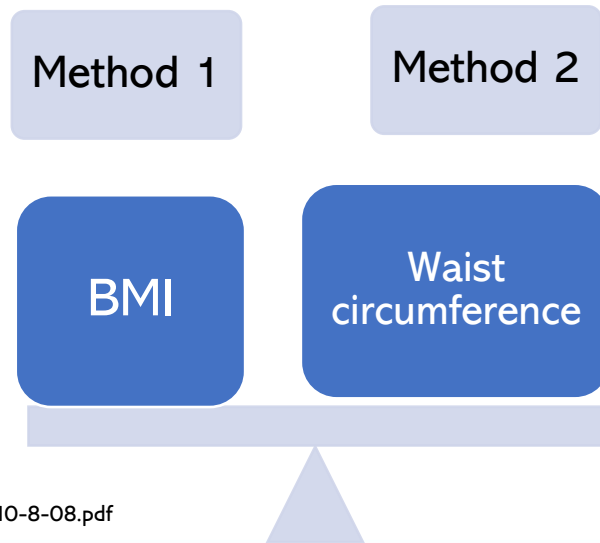 Method 1
Method 2
BMI
Waist
circumference
10-8-08.pdf